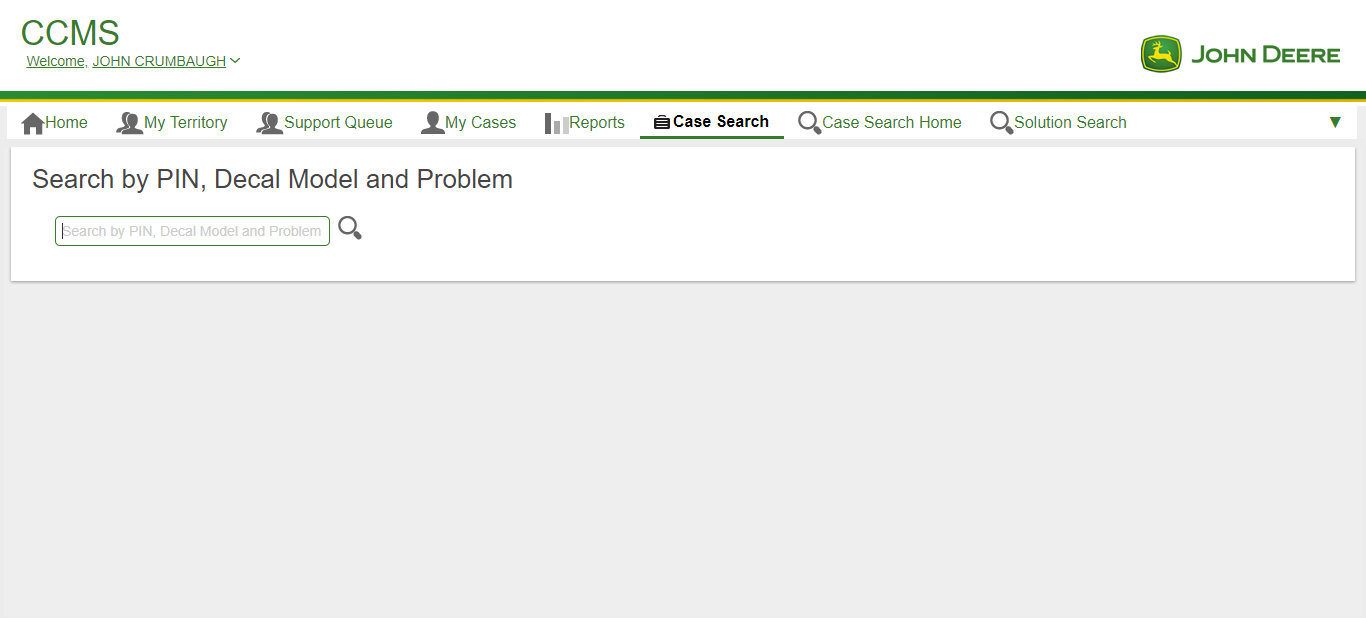 CCMS
Welcome, JOHN CRUMBAUGH
JOHN DEERE
Home My Territory Support Queue My Cases Reports Case Search Case Search Home Solution Search
Search by PIN, Decal Model and Problem
Search by PIN, Decal Model and Problem